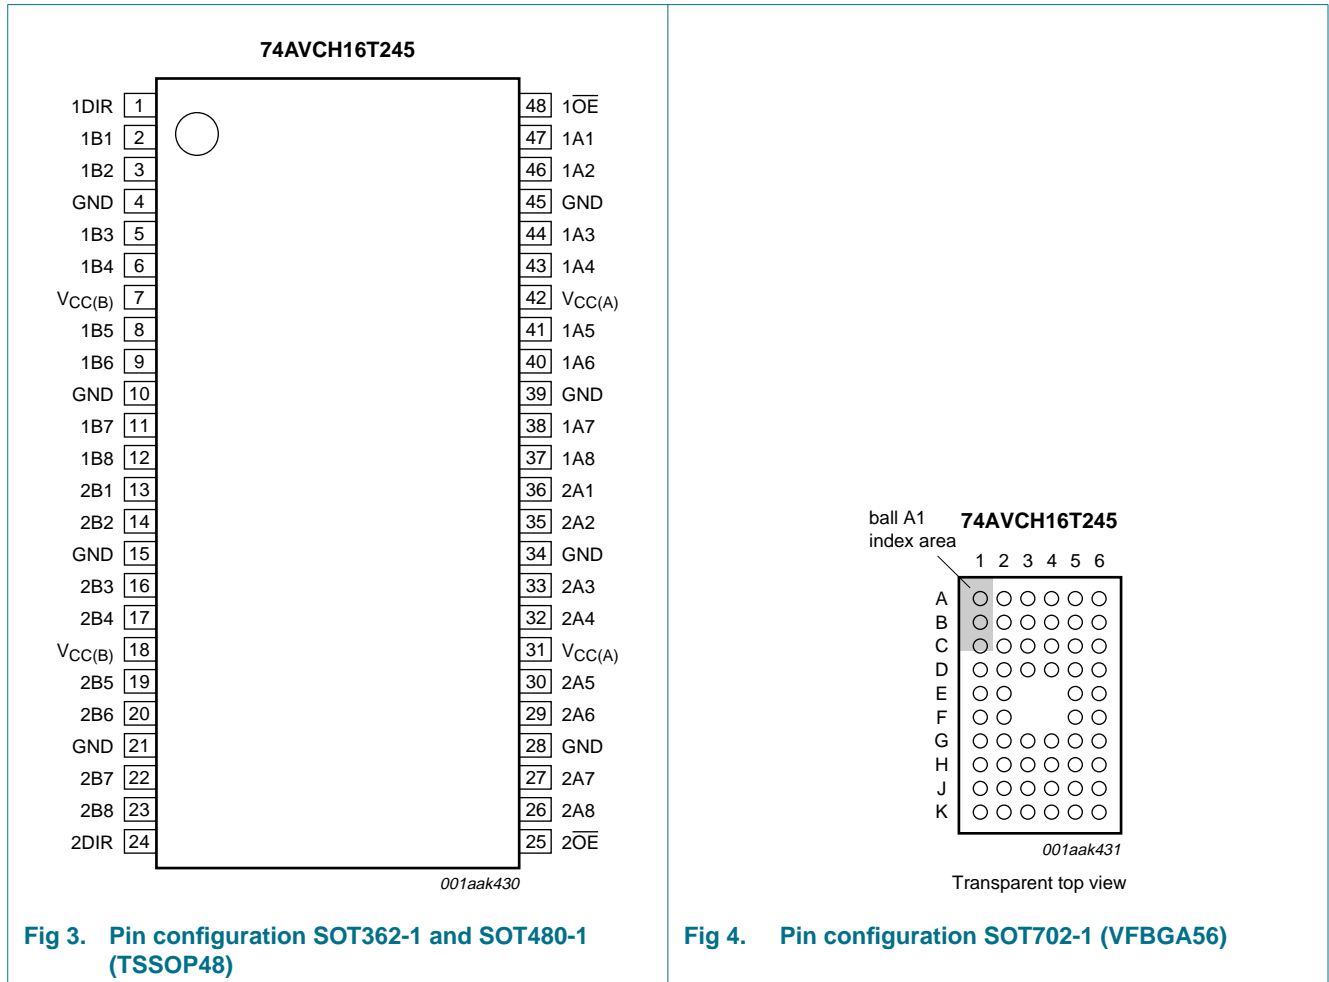 74AVCH16T245
1DIR 1 48 1OE
1B1 2 47 1A1
1B2 3 46 1A2
GND 4 45 GND
1B3 5 44 1A3
1B4 6 43 1A4
VCC(B) 7 42 VCC(A)
1B5 8 41 1A5
1B6 9 40 1A6
GND 10 39 GND
1B7 11 38 1A7
1B8 12 37 1A8
2B1 13 36 2A1
2B2 14 35 2A2
GND 15 34 GND
2B3 16 33 2A3
2B4 17 32 2A4
VCC(B) 18 31 VCC(A)
2B5 19 30 2A5
2B6 20 29 2A6
GND 21 28 GND
2B7 22 27 2A7
2B8 23 26 2A8
2DIR 24 25 2OE
001aak430
Fig 3. Pin configuration SOT362-1 and SOT480-1
(TSSOP48)
ball A1
index area
74AVCH16T245
1 2 3 4 5 6
A
B
C
D
E
F
G
H
J
K
001aak431
Transparent top view
Fig 4. Pin configuration SOT702-1 (VFBGA56)